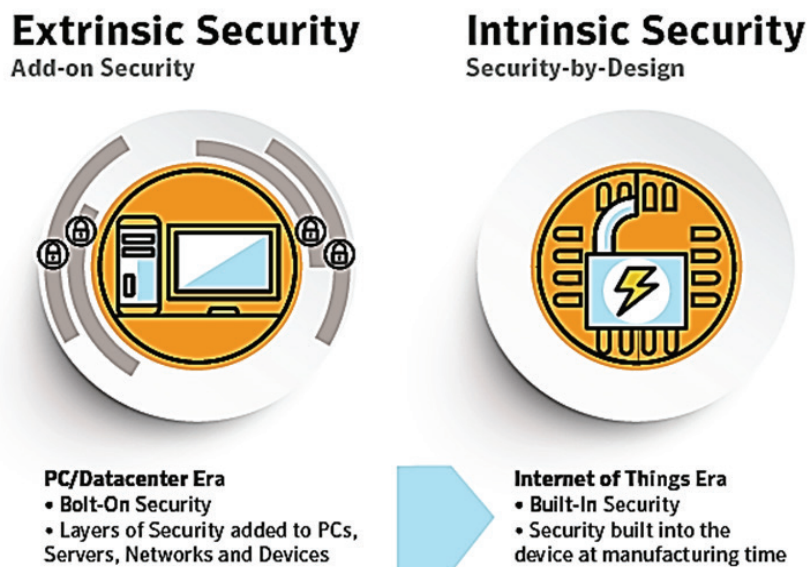 Extrinsic Security
Add-on Security
PC/Datacenter Era
• Bolt-On Security
• Layers of Security added to PCs,
Servers, Networks and Devices
Intrinsic Security
Security-by-Design
Internet of Things Era
• Built-In Security
• Security built into the
device at manufacturing time